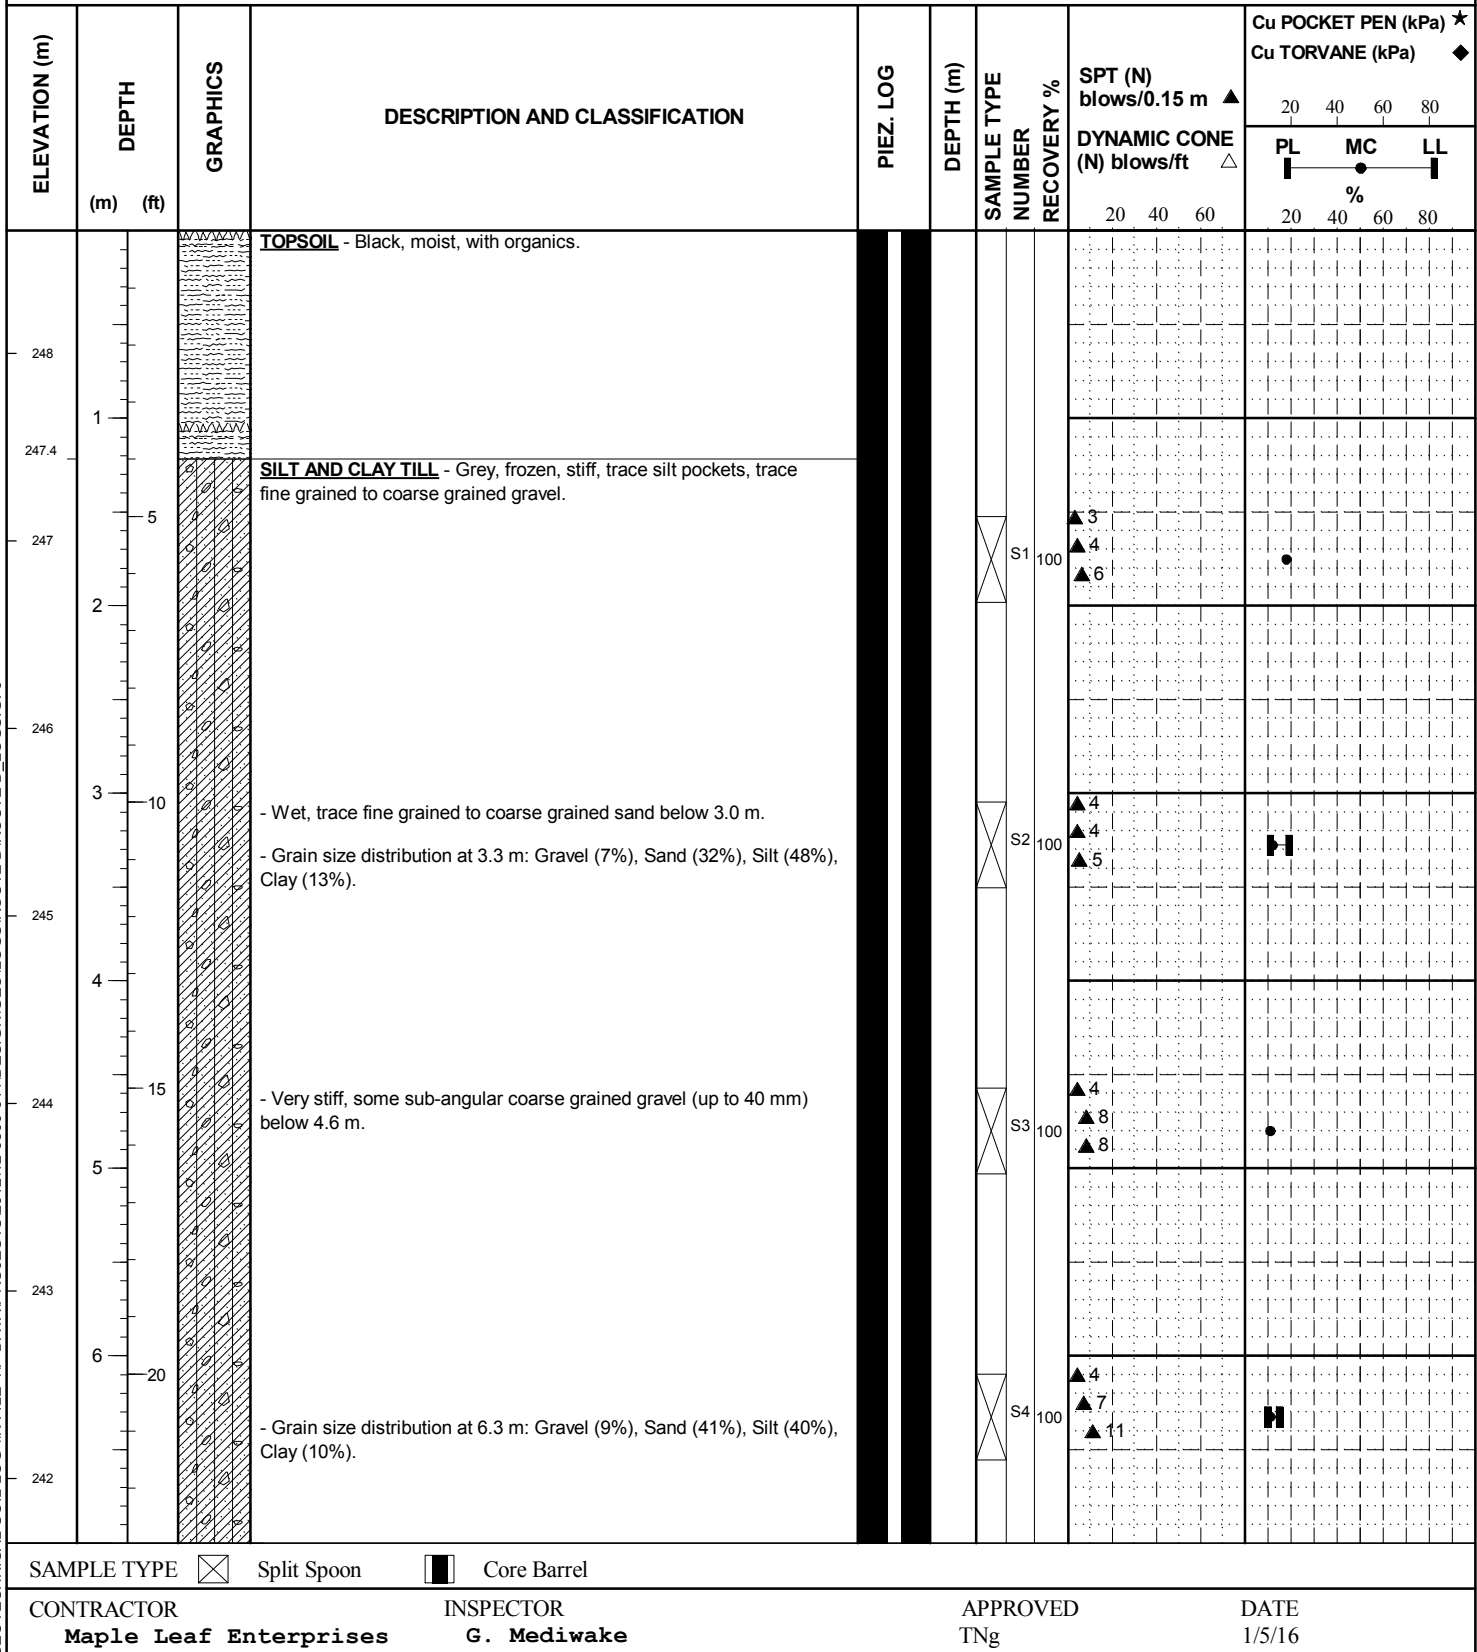 ELEVATION (m)
DEPTH
(m) (ft)
GRAPHICS
DESCRIPTION AND CLASSIFICATION
PIEZ. LOG
DEPTH (m)
SAMPLE TYPE
NUMBER
RECOVERY %
SPT (N)
blows/0.15 m ▲
DYNAMIC CONE
(N) blows/ft △
20 40 60
Cu POCKET PEN (kPa) ★
Cu TORVANE (kPa) ◆
20 40 60 80
PL MC LL
%
20 40 60 80
TOPSOIL - Black, moist, with organics.
248
1
247.4
SILT AND CLAY TILL - Grey, frozen, stiff, trace silt pockets, trace
fine grained to coarse grained gravel.
5
3
247
S1 100
4
6
2
246
3
10
4
- Wet, trace fine grained to coarse grained sand below 3.0 m.
4
S2 100
- Grain size distribution at 3.3 m: Gravel (7%), Sand (32%), Silt (48%),
Clay (13%).
5
245
4
15
4
244
- Very stiff, some sub-angular coarse grained gravel (up to 40 mm)
below 4.6 m.
8
S3 100
8
5
243
6
20
4
7
S4 100
- Grain size distribution at 6.3 m: Gravel (9%), Sand (41%), Silt (40%),
Clay (10%).
11
242
SAMPLE TYPE Split Spoon Core Barrel
CONTRACTOR INSPECTOR APPROVED DATE
Maple Leaf Enterprises G. Mediwake TNg 1/5/16